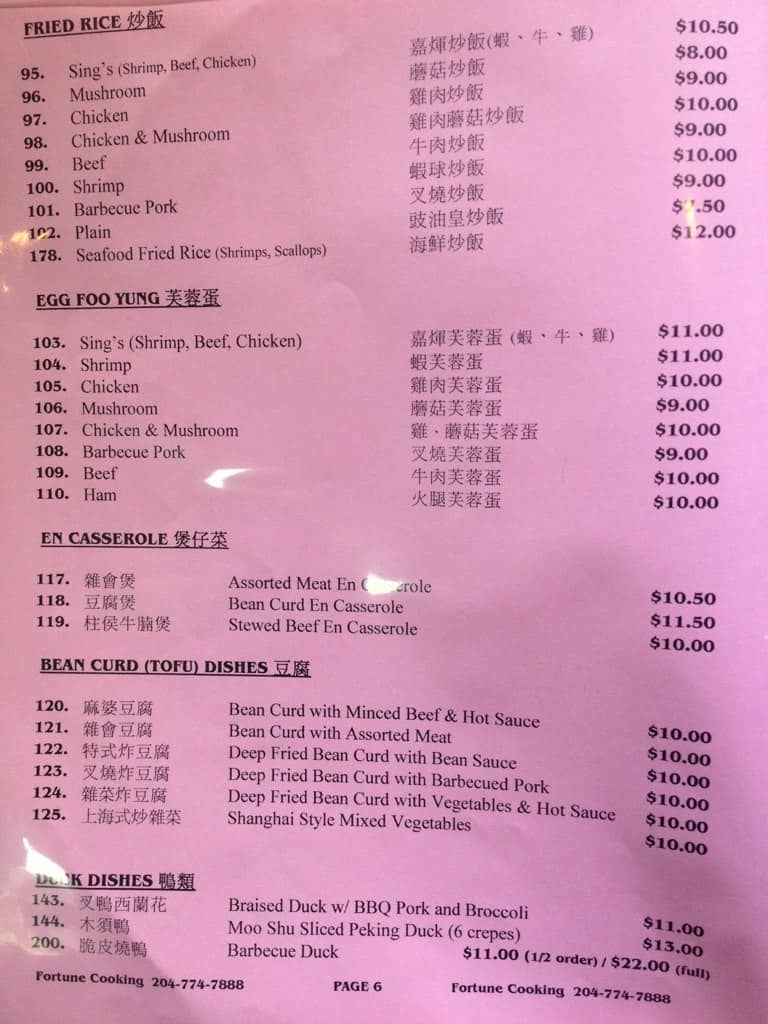 FRIED RICE 炒飯
95. Sing's (Shrimp, Beef, Chicken) 嘉煇炒飯(蝦、牛、雞) $10.50
96. Mushroom 蘑菇炒飯 $8.00
97. Chicken 雞肉炒飯 $9.00
98. Chicken & Mushroom 雞肉蘑菇炒飯 $10.00
99. Beef 牛肉炒飯 $9.00
100. Shrimp 蝦球炒飯 $10.00
101. Barbecue Pork 叉燒炒飯 $9.00
102. Plain 豉油皇炒飯
178. Seafood Fried Rice (Shrimps, Scallops) 海鮮炒飯 $12.00
EGG FOO YUNG 芙蓉蛋
103. Sing's (Shrimp, Beef, Chicken) 嘉煇芙蓉蛋 (蝦、牛、雞) $11.00
104. Shrimp 蝦芙蓉蛋 $11.00
105. Chicken 雞肉芙蓉蛋 $10.00
106. Mushroom 蘑菇芙蓉蛋 $9.00
107. Chicken & Mushroom 雞、蘑菇芙蓉蛋 $10.00
108. Barbecue Pork 叉燒芙蓉蛋 $9.00
109. Beef 牛肉芙蓉蛋 $10.00
110. Ham 火腿芙蓉蛋 $10.00
EN CASSEROLE 煲仔菜
117. 雜會煲 Assorted Meat En Casserole $10.50
118. 豆腐煲 Bean Curd En Casserole $11.50
119. 柱侯牛腩煲 Stewed Beef En Casserole $10.00
BEAN CURD (TOFU) DISHES 豆腐
120. 麻婆豆腐 Bean Curd with Minced Beef & Hot Sauce $10.00
121. 雜會豆腐 Bean Curd with Assorted Meat $10.00
122. 特式炸豆腐 Deep Fried Bean Curd with Bean Sauce $10.00
123. 叉燒炸豆腐 Deep Fried Bean Curd with Barbecued Pork $10.00
124. 雜菜炸豆腐 Deep Fried Bean Curd with Vegetables & Hot Sauce $10.00
125. 上海式炒雜菜 Shanghai Style Mixed Vegetables $10.00
DUCK DISHES 鴨類
143. 叉鴨西蘭花 Braised Duck w/ BBQ Pork and Broccoli $11.00
144. 木須鴨 Moo Shu Sliced Peking Duck (6 crepes) $13.00
200. 脆皮燒鴨 Barbecue Duck $11.00 (1/2 order) / $22.00 (full)
Fortune Cooking 204-774-7888 PAGE 6 Fortune Cooking 204-774-7888